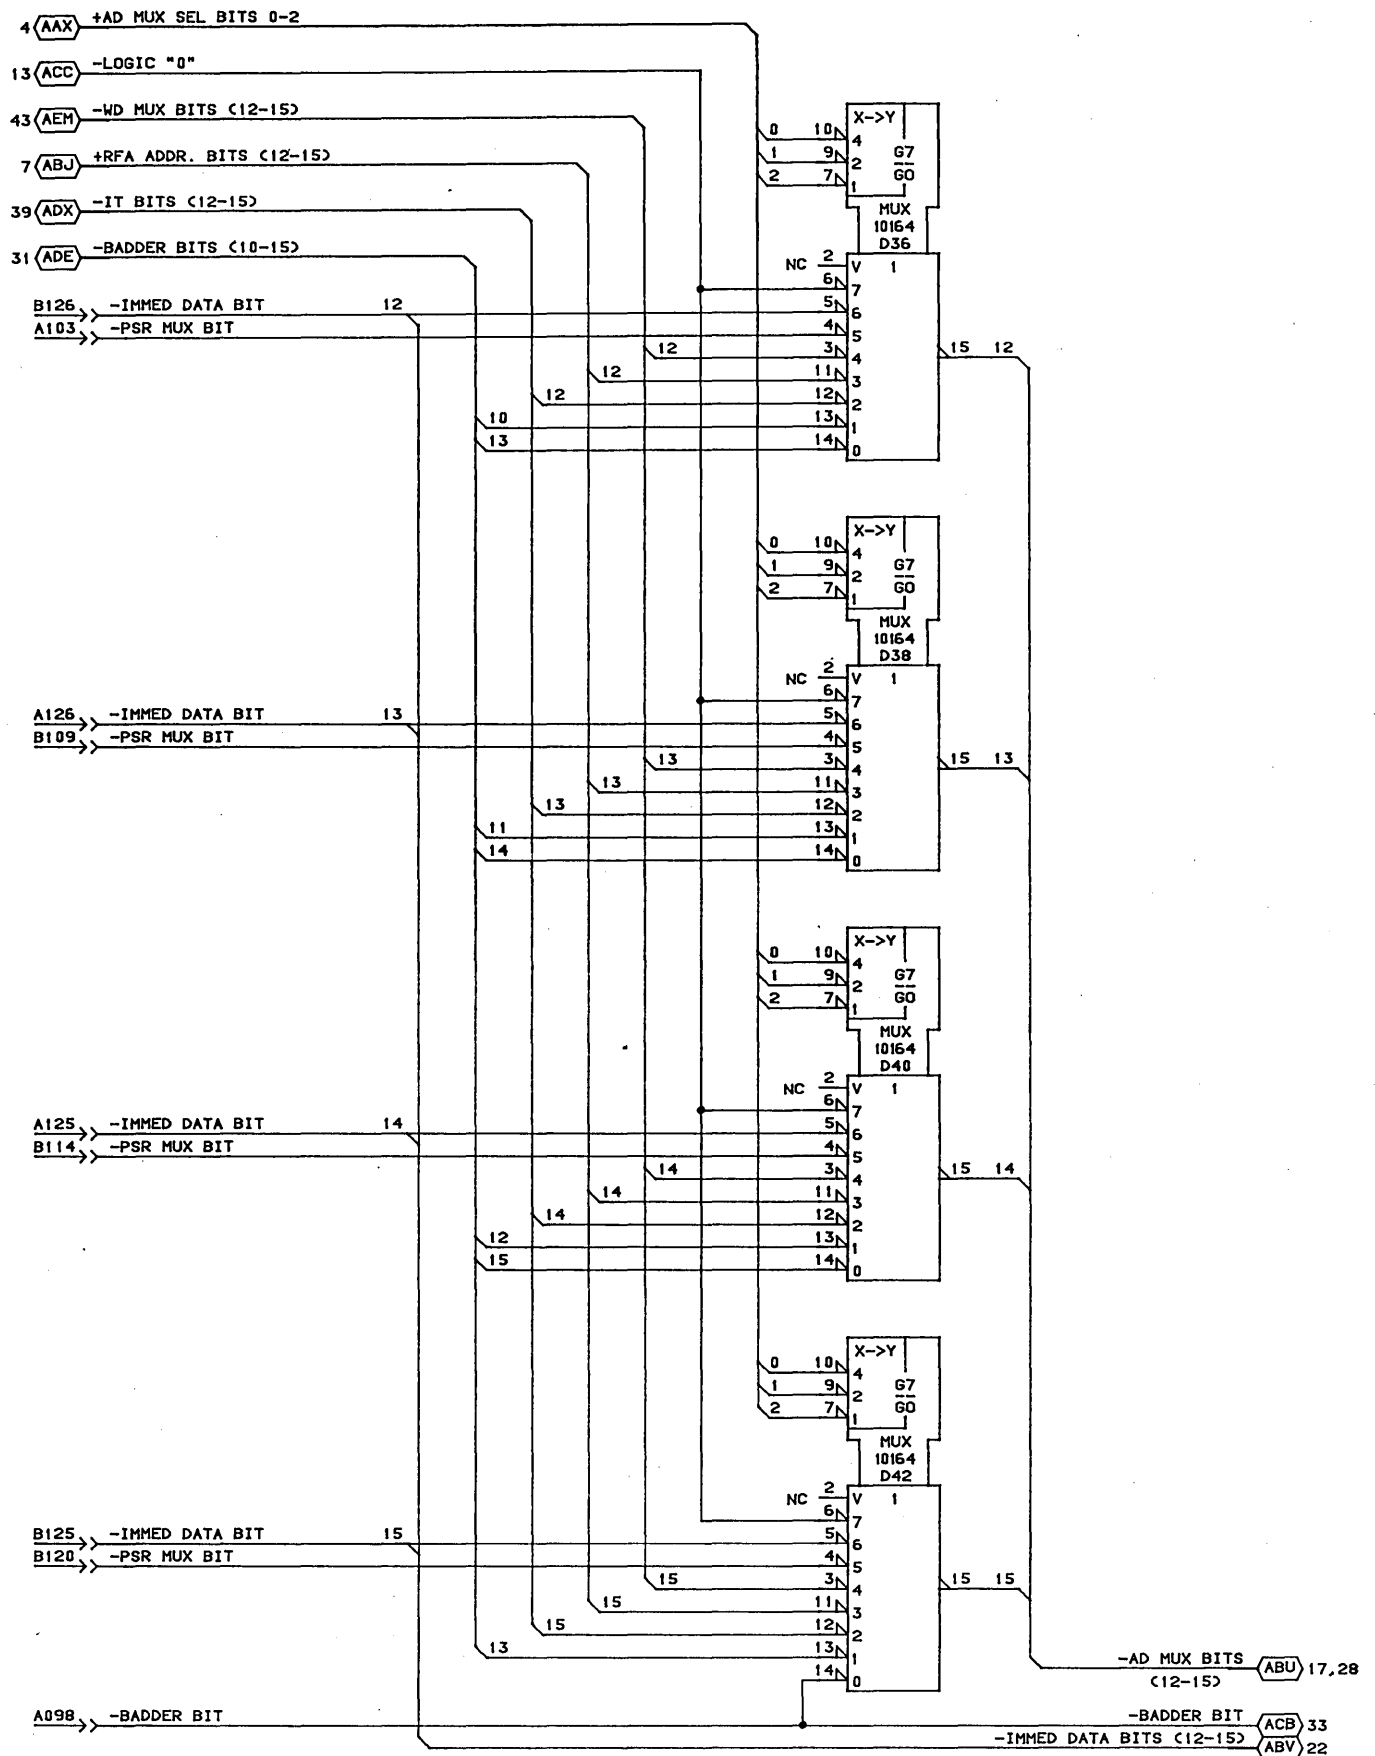 4 AAX +AD MUX SEL BITS 0-2
13 ACC -LOGIC "0"
43 AEM -WD MUX BITS (12-15)
7 ABJ +RFA ADDR. BITS (12-15)
39 ADX -IT BITS (12-15)
31 ADE -BADDER BITS (10-15)
X->Y
0 10 4
1 9 2 G7
2 7 1 G0
MUX
10164
D36
NC 2 V 1
6 7
B126 -IMMED DATA BIT 12 5 6
A103 -PSR MUX BIT 4 5
12 3 4 15 12
12 11 3
12 12 2
10 13 1
13 14 0
X->Y
0 10 4
1 9 2 G7
2 7 1 G0
MUX
10164
D38
NC 2 V 1
6 7
A126 -IMMED DATA BIT 13 5 6
B109 -PSR MUX BIT 4 5
13 3 4 15 13
13 11 3
13 12 2
11 13 1
14 14 0
X->Y
0 10 4
1 9 2 G7
2 7 1 G0
MUX
10164
D40
NC 2 V 1
6 7
A125 -IMMED DATA BIT 14 5 6
B114 -PSR MUX BIT 4 5
14 3 4 15 14
14 11 3
14 12 2
12 13 1
15 14 0
X->Y
0 10 4
1 9 2 G7
2 7 1 G0
MUX
10164
D42
NC 2 V 1
6 7
B125 -IMMED DATA BIT 15 5 6
B120 -PSR MUX BIT 4 5
15 3 4 15 15
15 11 3
15 12 2
13 13 1
14 0
-AD MUX BITS ABU 17,28
(12-15)
A098 -BADDER BIT -BADDER BIT ACB 33
-IMMED DATA BITS (12-15) ABV 22